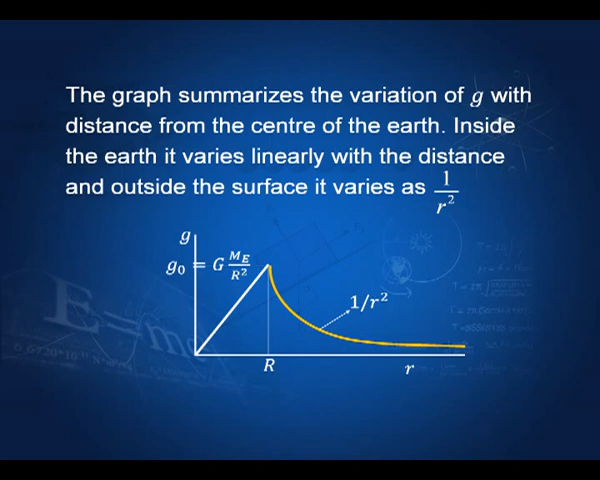 The graph summarizes the variation of g with
distance from the centre of the earth. Inside
the earth it varies linearly with the distance
and outside the surface it varies as 1/r²
g
g₀ = G M_E/R²
1/r²
R
r
E=mc